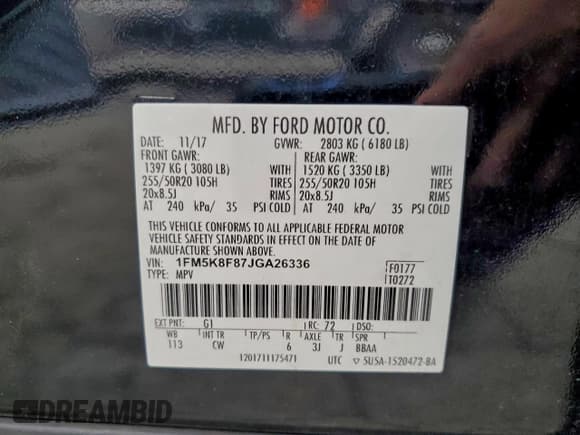 MFD. BY FORD MOTOR CO.
DATE: 11/17 GVWR: 2803 KG ( 6180 LB)
FRONT GAWR: REAR GAWR:
1397 KG ( 3080 LB) WITH 1520 KG ( 3350 LB) WITH
255/50R20 105H TIRES 255/50R20 105H TIRES
20x8.5J RIMS 20x8.5J RIMS
AT 240 kPa/ 35 PSI COLD AT 240 kPa/ 35 PSI COLD
THIS VEHICLE CONFORMS TO ALL APPLICABLE FEDERAL MOTOR
VEHICLE SAFETY STANDARDS IN EFFECT ON THE DATE OF
MANUFACTURE SHOWN ABOVE.
VIN: 1FM5K8F87JGA26336 F0177
TYPE: MPV T0272
EXT PNT: G1 RC: 72 DSO:
WB INT TR TP/PS R AXLE TR SPR
113 CW 6 3J J BBAA
1201711175471 UTC ▽ 5U5A-1520472-BA
DREAMBID